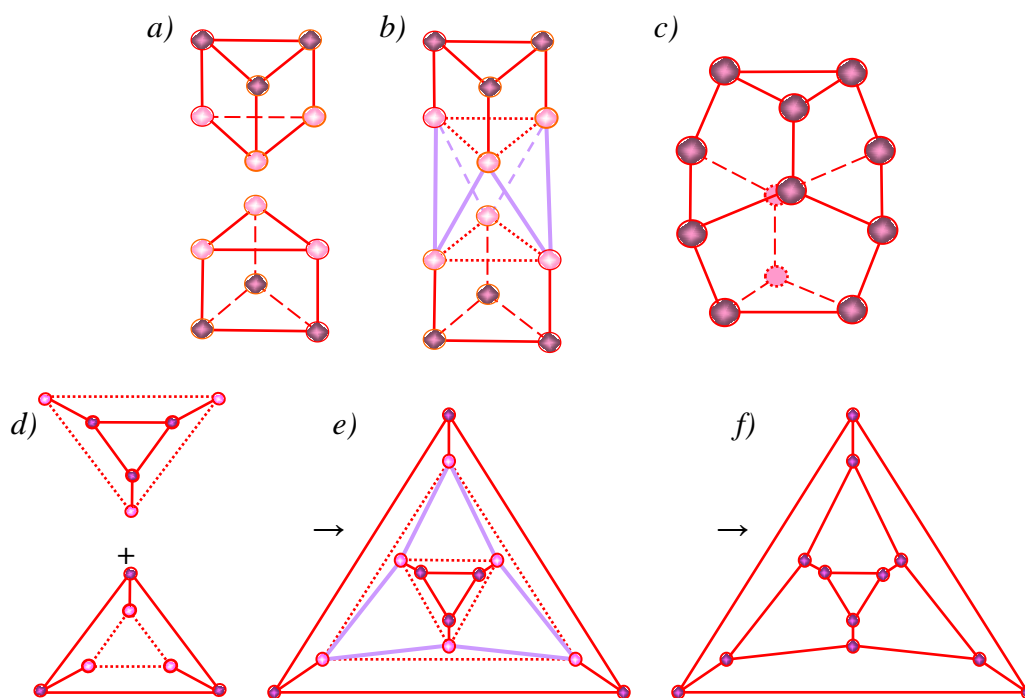 a)
b)
c)
d)
e)
f)
+
→
→